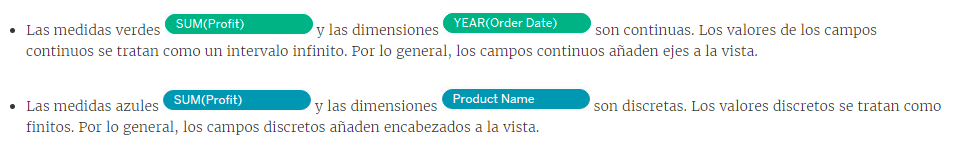 • Las medidas verdes SUM(Profit) y las dimensiones YEAR(Order Date) son continuas. Los valores de los campos
continuos se tratan como un intervalo infinito. Por lo general, los campos continuos añaden ejes a la vista.
• Las medidas azules SUM(Profit) y las dimensiones Product Name son discretas. Los valores discretos se tratan como
finitos. Por lo general, los campos discretos añaden encabezados a la vista.